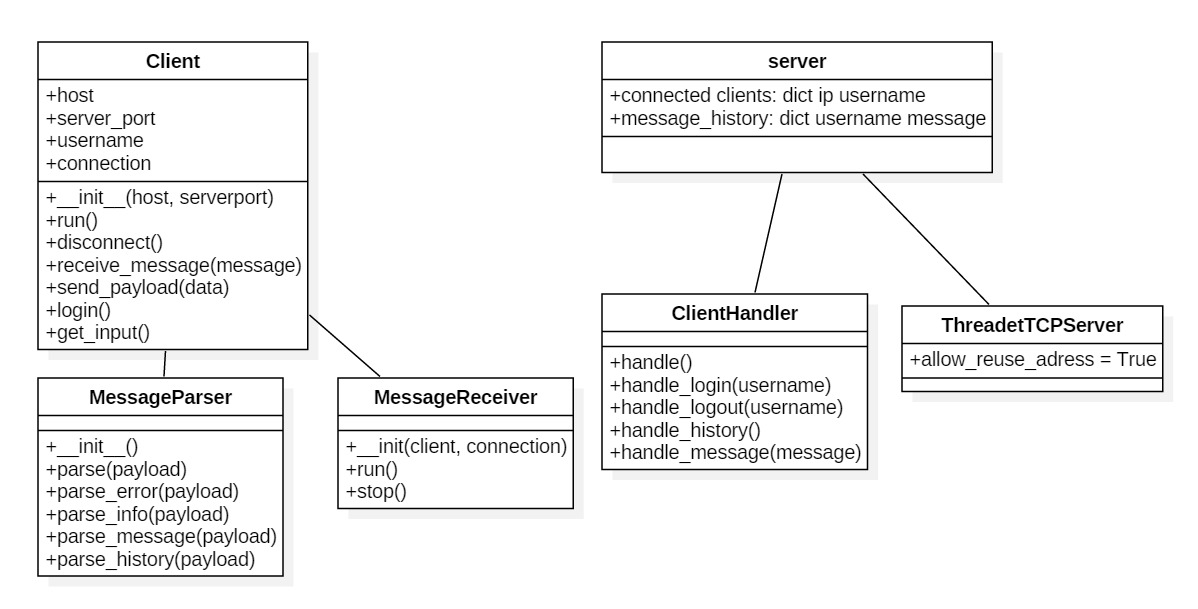 Client
+host
+server_port
+username
+connection
+__init__(host, serverport)
+run()
+disconnect()
+receive_message(message)
+send_payload(data)
+login()
+get_input()
server
+connected clients: dict ip username
+message_history: dict username message
MessageParser
+__init__()
+parse(payload)
+parse_error(payload)
+parse_info(payload)
+parse_message(payload)
+parse_history(payload)
MessageReceiver
+__init(client, connection)
+run()
+stop()
ClientHandler
+handle()
+handle_login(username)
+handle_logout(username)
+handle_history()
+handle_message(message)
ThreadetTCPServer
+allow_reuse_adress = True